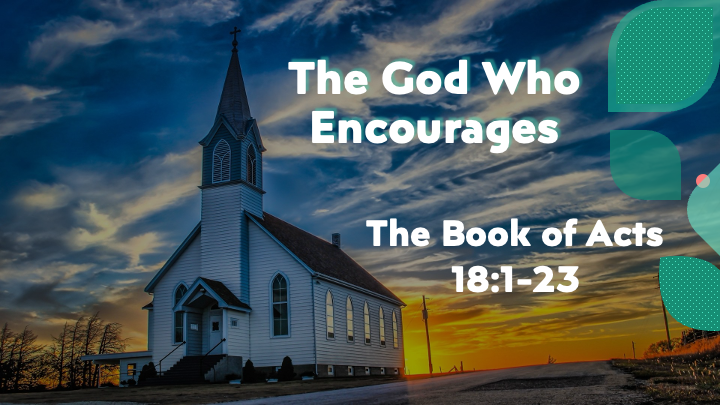 The God Who
Encourages
The Book of Acts
18:1-23